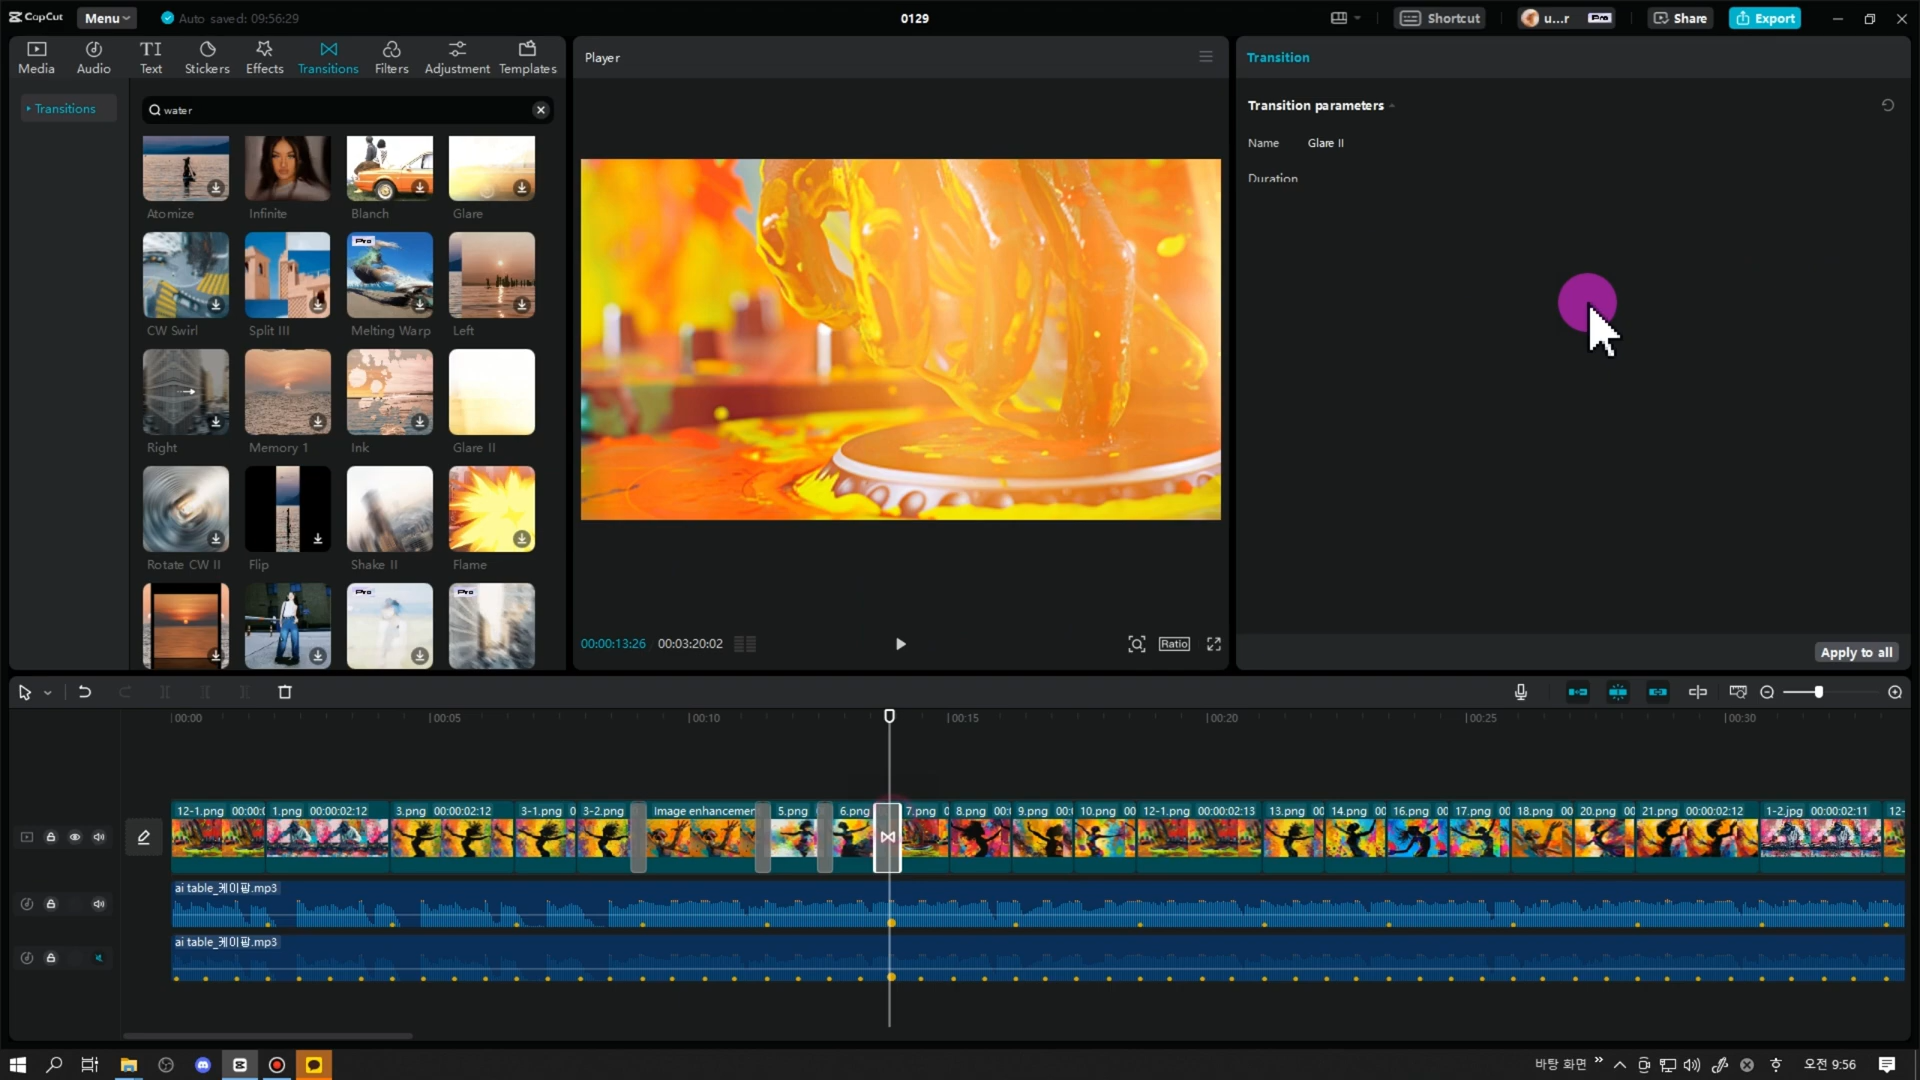 CapCut Menu Auto saved: 09:56:29 0129 Shortcut u...r Pro Share Export
Media Audio Text Stickers Effects Transitions Filters Adjustment Templates
Player
Transition
Transitions
water
Transition parameters
Name Glare II
Duration
Atomize Infinite Blanch Glare
Pro
CW Swirl Split III Melting Warp Left
Right Memory 1 Ink Glare II
Rotate CW II Flip Shake II Flame
Pro Pro
00:00:13:26 00:03:20:02 Ratio
Apply to all
00:00 00:05 00:10 00:15 00:20 00:25 00:30
12-1.png 00:00:0 1.png 00:00:02:12 3.png 00:00:02:12 3-1.png 0 3-2.png Image enhancemen 5.png 6.png 7.png 0 8.png 00: 9.png 00: 10.png 00 12-1.png 00:00:02:13 13.png 00 14.png 00 16.png 00 17.png 00 18.png 00 20.png 00 21.png 00:00:02:12 1-2.jpg 00:00:02:11 12-
ai table_케이팝.mp3
ai table_케이팝.mp3
바탕 화면 오전 9:56